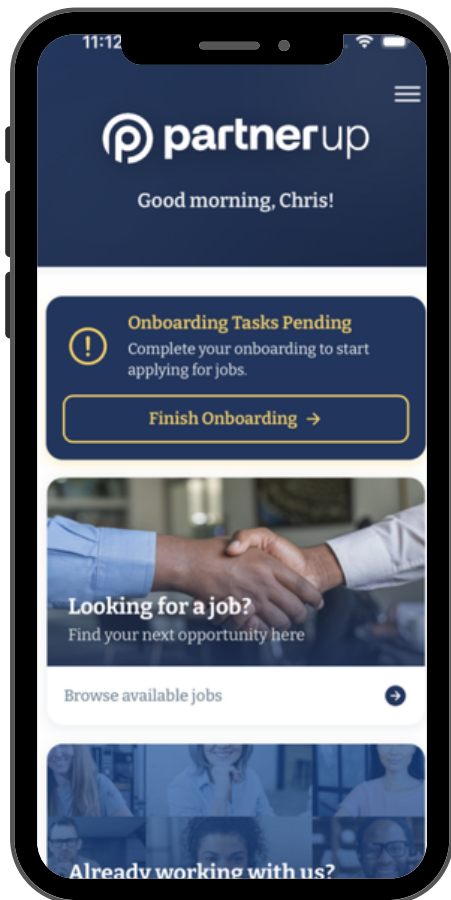 11:12
partnerup
Good morning, Chris!
Onboarding Tasks Pending
Complete your onboarding to start
applying for jobs.
Finish Onboarding →
Looking for a job?
Find your next opportunity here
Browse available jobs
Already working with us?